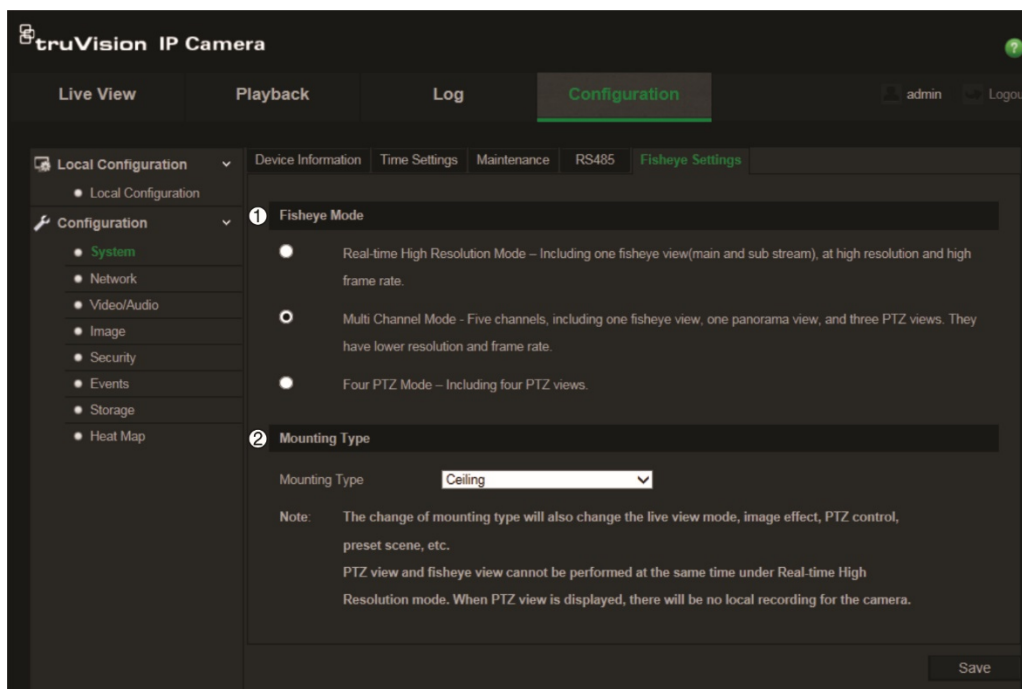 truVision IP Camera
?
Live View Playback Log Configuration admin Logou
Local Configuration
Local Configuration
Configuration
System
Network
Video/Audio
Image
Security
Events
Storage
Heat Map
Device Information Time Settings Maintenance RS485 Fisheye Settings
1 Fisheye Mode
Real-time High Resolution Mode – Including one fisheye view(main and sub stream), at high resolution and high
frame rate.
Multi Channel Mode - Five channels, including one fisheye view, one panorama view, and three PTZ views. They
have lower resolution and frame rate.
Four PTZ Mode – Including four PTZ views.
2 Mounting Type
Mounting Type Ceiling
Note: The change of mounting type will also change the live view mode, image effect, PTZ control,
preset scene, etc.
PTZ view and fisheye view cannot be performed at the same time under Real-time High
Resolution mode. When PTZ view is displayed, there will be no local recording for the camera.
Save